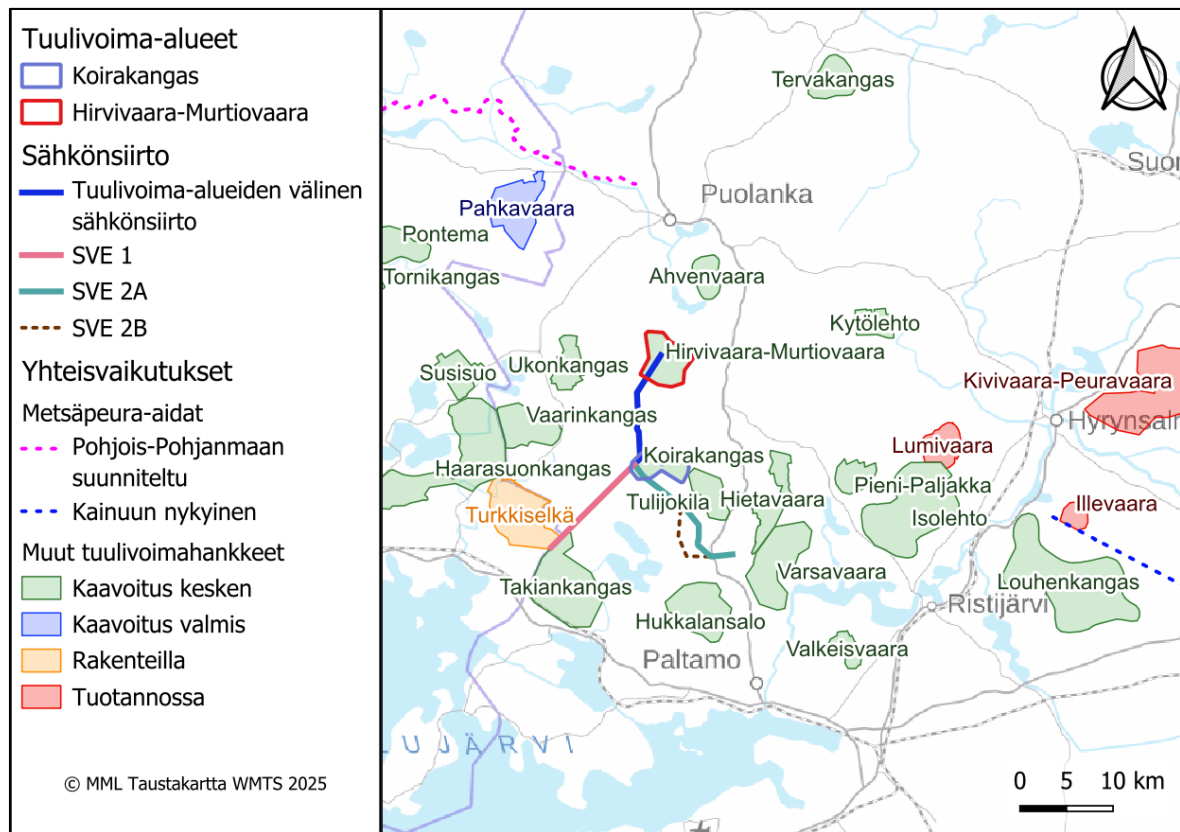 Tuulivoima-alueet
Koirakangas
Hirvivaara-Murtiovaara
Sähkönsiirto
Tuulivoima-alueiden välinen
sähkönsiirto
SVE 1
SVE 2A
SVE 2B
Yhteisvaikutukset
Metsäpeura-aidat
Pohjois-Pohjanmaan
suunniteltu
Kainuun nykyinen
Muut tuulivoimahankkeet
Kaavoitus kesken
Kaavoitus valmis
Rakenteilla
Tuotannossa
© MML Taustakartta WMTS 2025
Tervakangas
Suom
Puolanka
Pahkavaara
Pontema
Tornikangas
Ahvenvaara
Kytölehto
Hirvivaara-Murtiovaara
Ukonkangas
Susisuo
Kivivaara-Peuravaara
Hyrynsalm
Vaarinkangas
Lumivaara
Koirakangas
Haarasuonkangas
Pieni-Paljakka
Tulijokila
Hietavaara
Isolehto
Illevaara
Turkkiselkä
Varsavaara
Louhenkangas
Takiankangas
Ristijärvi
Hukkalansalo
Valkeisvaara
Paltamo
LUJÄRVI
0 5 10 km